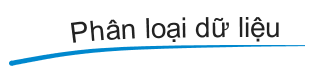 Phân loại dữ liệu